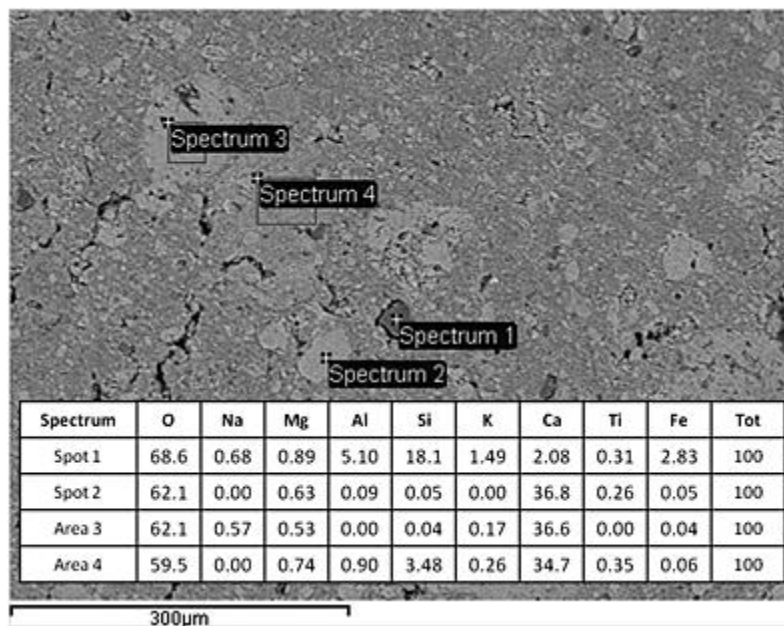 Spectrum 3
Spectrum 4
Spectrum 1
Spectrum 2
Spectrum O Na Mg Al Si K Ca Ti Fe Tot
Spot 1 68.6 0.68 0.89 5.10 18.1 1.49 2.08 0.31 2.83 100
Spot 2 62.1 0.00 0.63 0.09 0.05 0.00 36.8 0.26 0.05 100
Area 3 62.1 0.57 0.53 0.00 0.04 0.17 36.6 0.00 0.04 100
Area 4 59.5 0.00 0.74 0.90 3.48 0.26 34.7 0.35 0.06 100
300µm